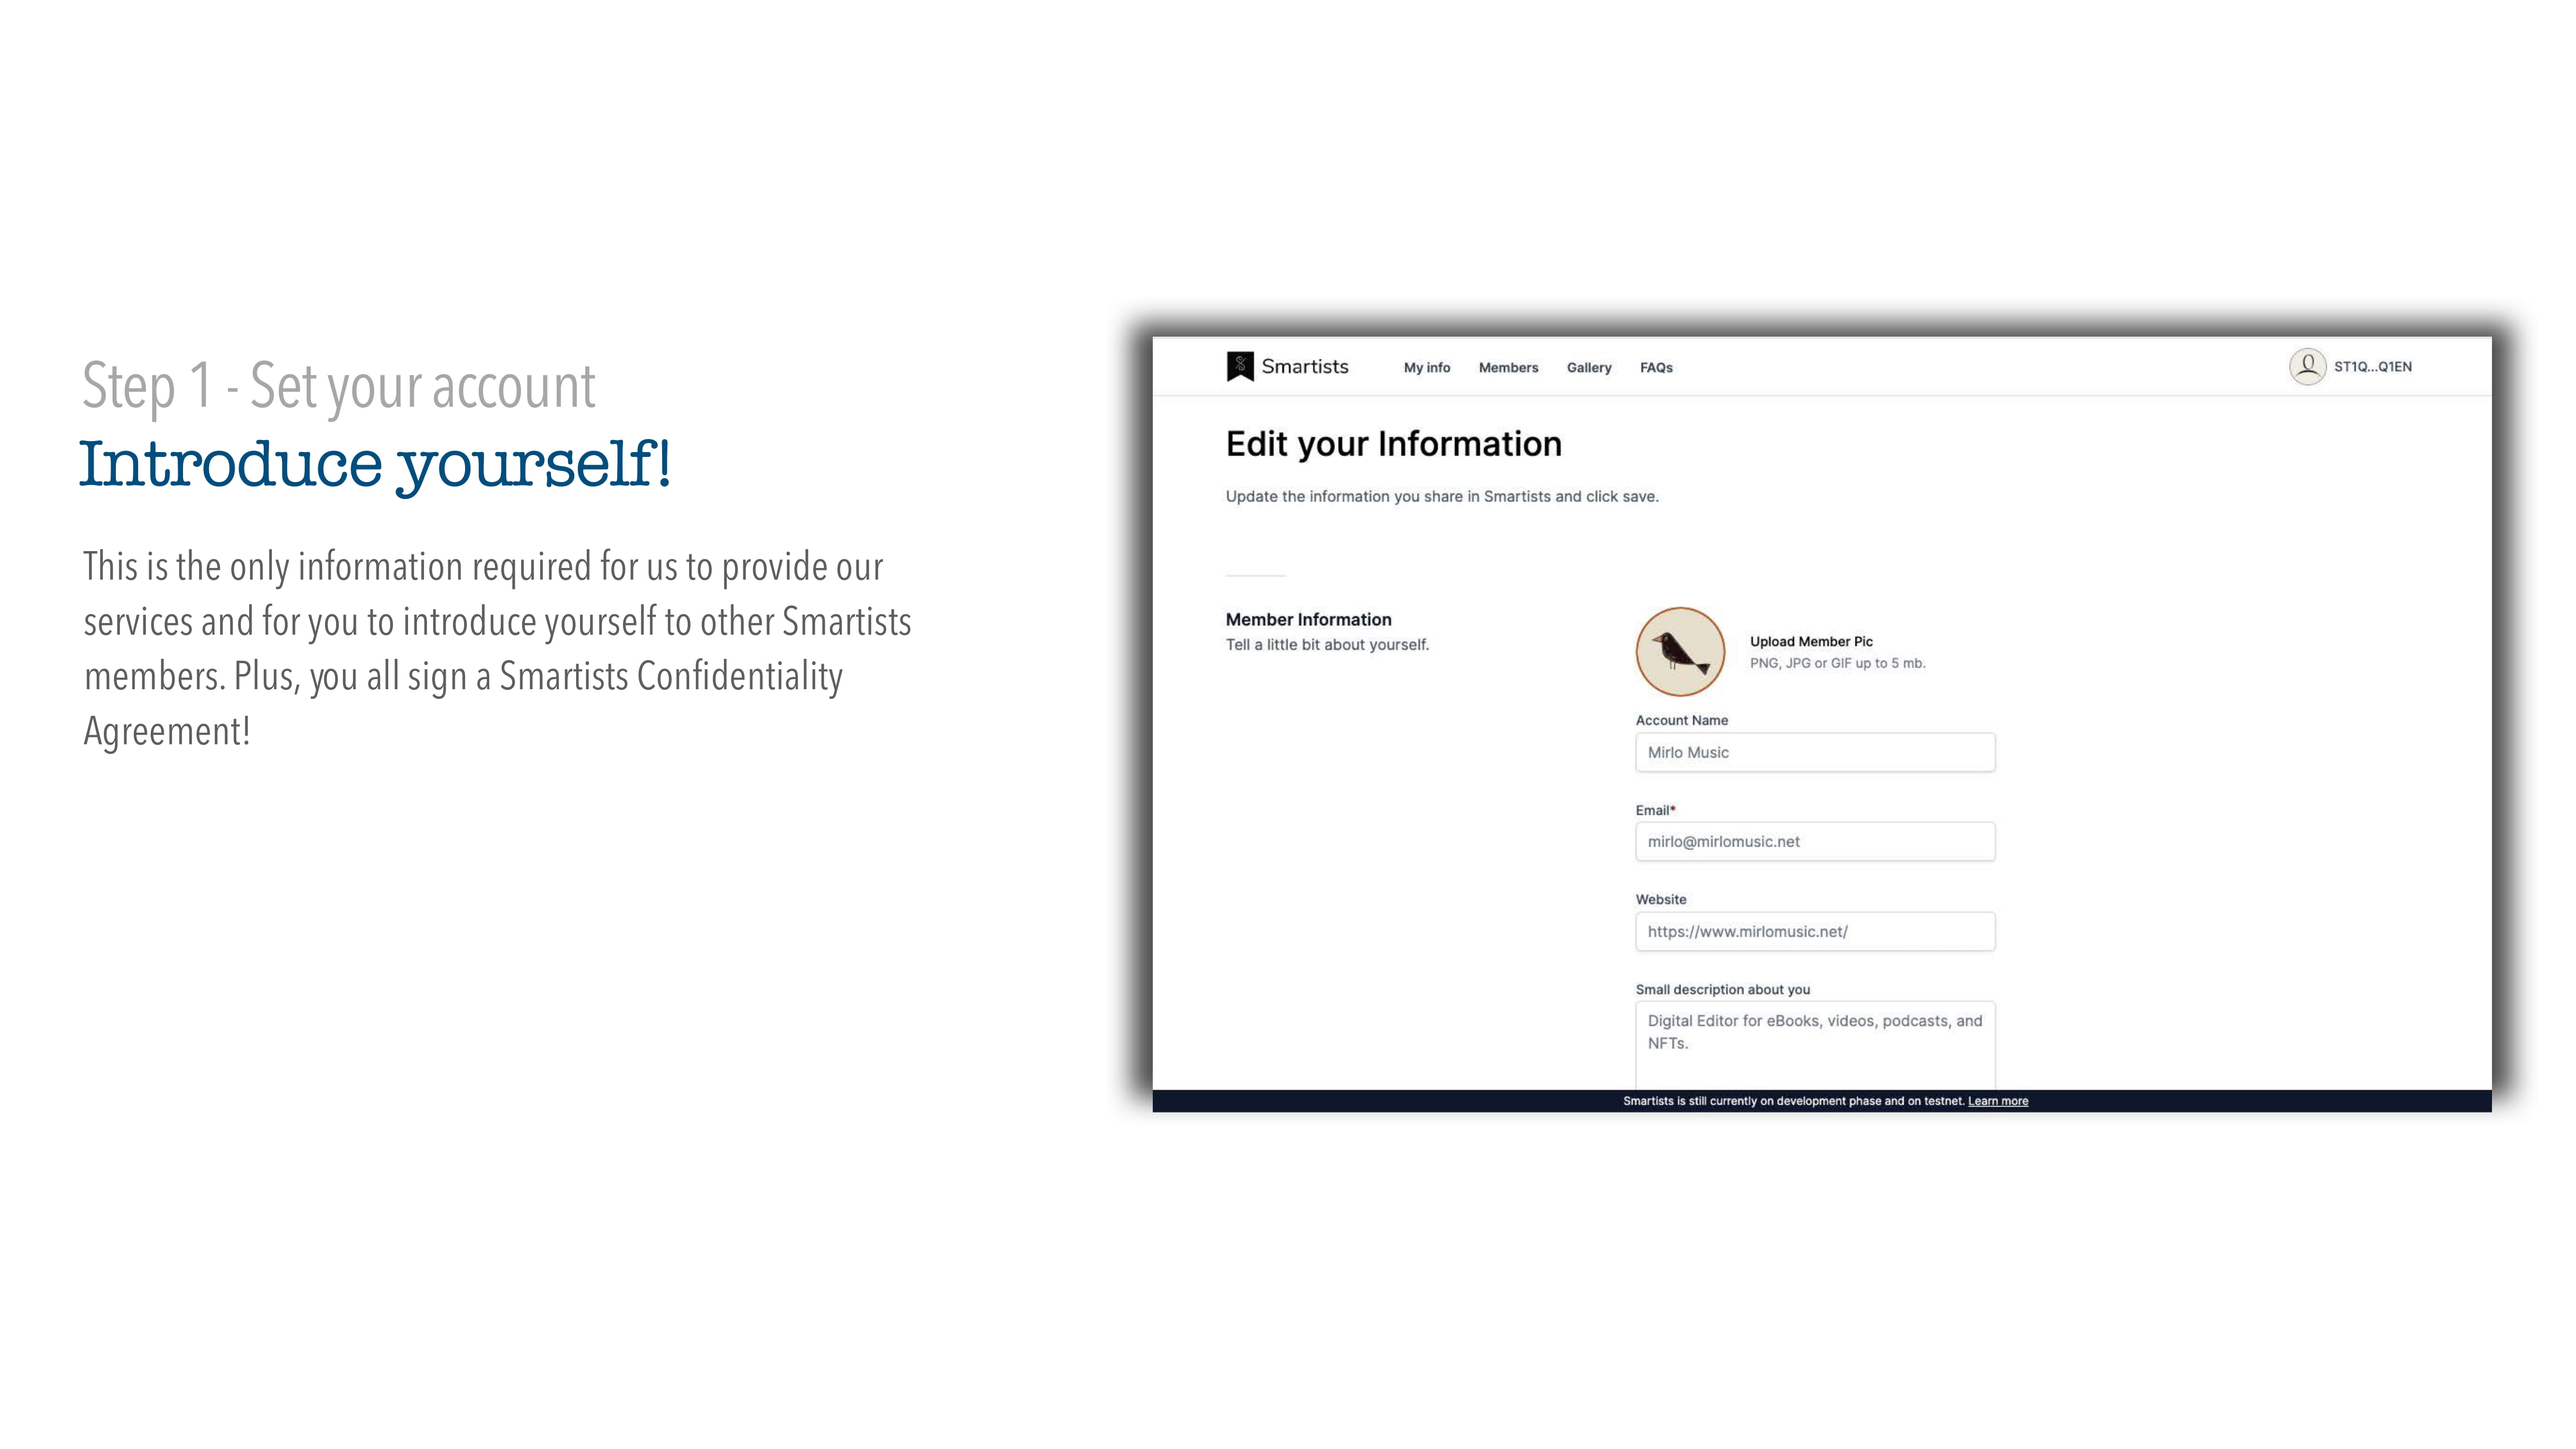 Step 1 - Set your account
Introduce yourself!
This is the only information required for us to provide our
services and for you to introduce yourself to other Smartists
members. Plus, you all sign a Smartists Confidentiality
Agreement!
Smartists My info Members Gallery FAQs ST1Q...Q1EN
Edit your Information
Update the information you share in Smartists and click save.
Member Information
Tell a little bit about yourself.
Upload Member Pic
PNG, JPG or GIF up to 5 mb.
Account Name
Mirlo Music
Email*
mirlo@mirlomusic.net
Website
https://www.mirlomusic.net/
Small description about you
Digital Editor for eBooks, videos, podcasts, and
NFTs.
Smartists is still currently on development phase and on testnet. Learn more